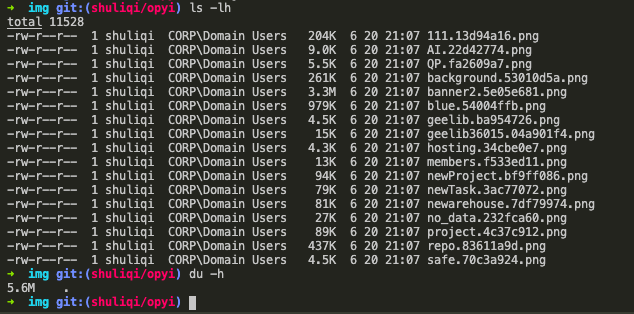 → img git:(shuliqi/opyi) ls -lh
total 11528
-rw-r--r-- 1 shuliqi CORP\Domain Users 204K 6 20 21:07 111.13d94a16.png
-rw-r--r-- 1 shuliqi CORP\Domain Users 9.0K 6 20 21:07 AI.22d42774.png
-rw-r--r-- 1 shuliqi CORP\Domain Users 5.5K 6 20 21:07 QP.fa2609a7.png
-rw-r--r-- 1 shuliqi CORP\Domain Users 261K 6 20 21:07 background.53010d5a.png
-rw-r--r-- 1 shuliqi CORP\Domain Users 3.3M 6 20 21:07 banner2.5e05e681.png
-rw-r--r-- 1 shuliqi CORP\Domain Users 979K 6 20 21:07 blue.54004ffb.png
-rw-r--r-- 1 shuliqi CORP\Domain Users 4.5K 6 20 21:07 geelib.ba954726.png
-rw-r--r-- 1 shuliqi CORP\Domain Users 15K 6 20 21:07 geelib36015.04a901f4.png
-rw-r--r-- 1 shuliqi CORP\Domain Users 4.3K 6 20 21:07 hosting.34cbe0e7.png
-rw-r--r-- 1 shuliqi CORP\Domain Users 13K 6 20 21:07 members.f533ed11.png
-rw-r--r-- 1 shuliqi CORP\Domain Users 94K 6 20 21:07 newProject.bf9ff086.png
-rw-r--r-- 1 shuliqi CORP\Domain Users 79K 6 20 21:07 newTask.3ac77072.png
-rw-r--r-- 1 shuliqi CORP\Domain Users 81K 6 20 21:07 newarehouse.7df79974.png
-rw-r--r-- 1 shuliqi CORP\Domain Users 27K 6 20 21:07 no_data.232fca60.png
-rw-r--r-- 1 shuliqi CORP\Domain Users 89K 6 20 21:07 project.4c37c912.png
-rw-r--r-- 1 shuliqi CORP\Domain Users 437K 6 20 21:07 repo.83611a9d.png
-rw-r--r-- 1 shuliqi CORP\Domain Users 4.5K 6 20 21:07 safe.70c3a924.png
→ img git:(shuliqi/opyi) du -h
5.6M .
→ img git:(shuliqi/opyi)